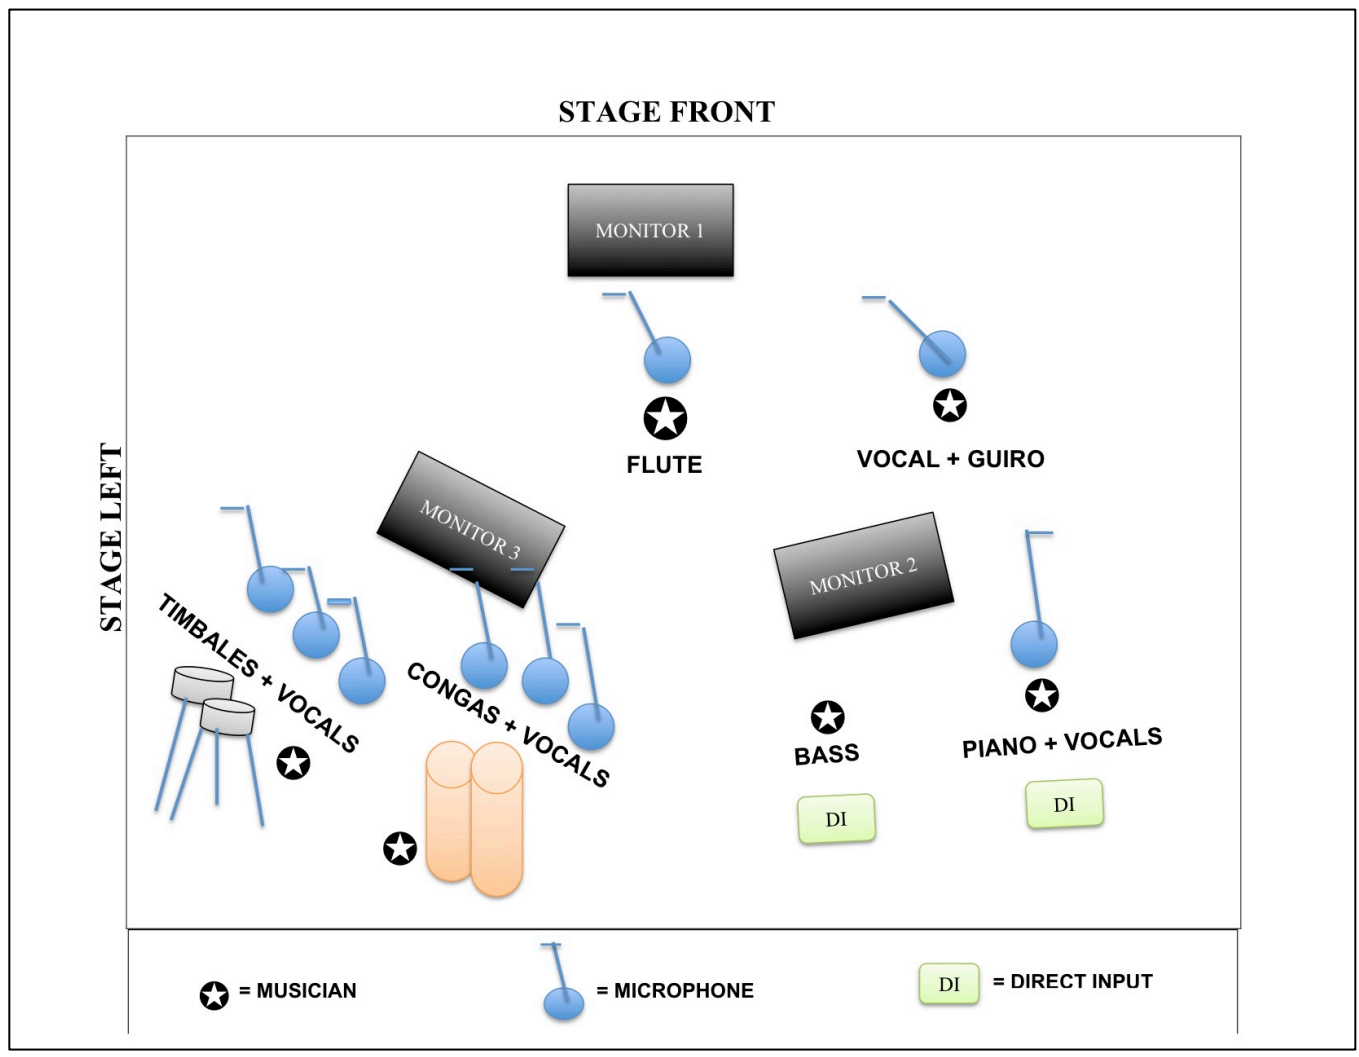 STAGE FRONT
MONITOR 1
FLUTE
VOCAL + GUIRO
STAGE LEFT
MONITOR 3
MONITOR 2
TIMBALES + VOCALS
CONGAS + VOCALS
BASS
PIANO + VOCALS
DI
DI
= MUSICIAN
= MICROPHONE
DI
= DIRECT INPUT